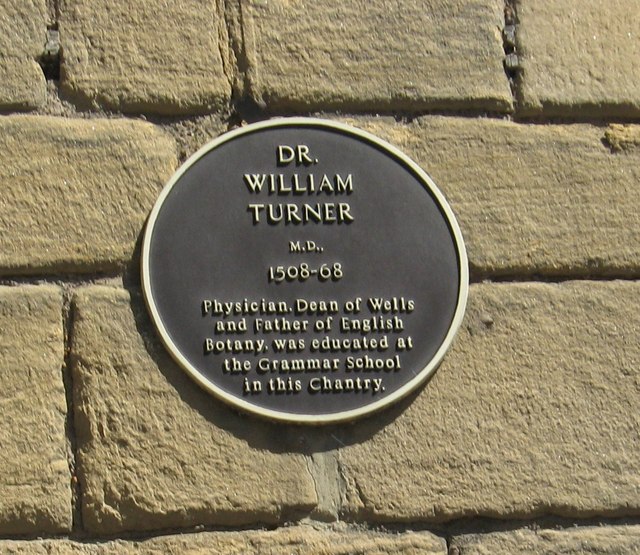 DR.
WILLIAM
TURNER
M.D.,
1508-68
Physician, Dean of Wells
and Father of English
Botany, was educated at
the Grammar School
in this Chantry.